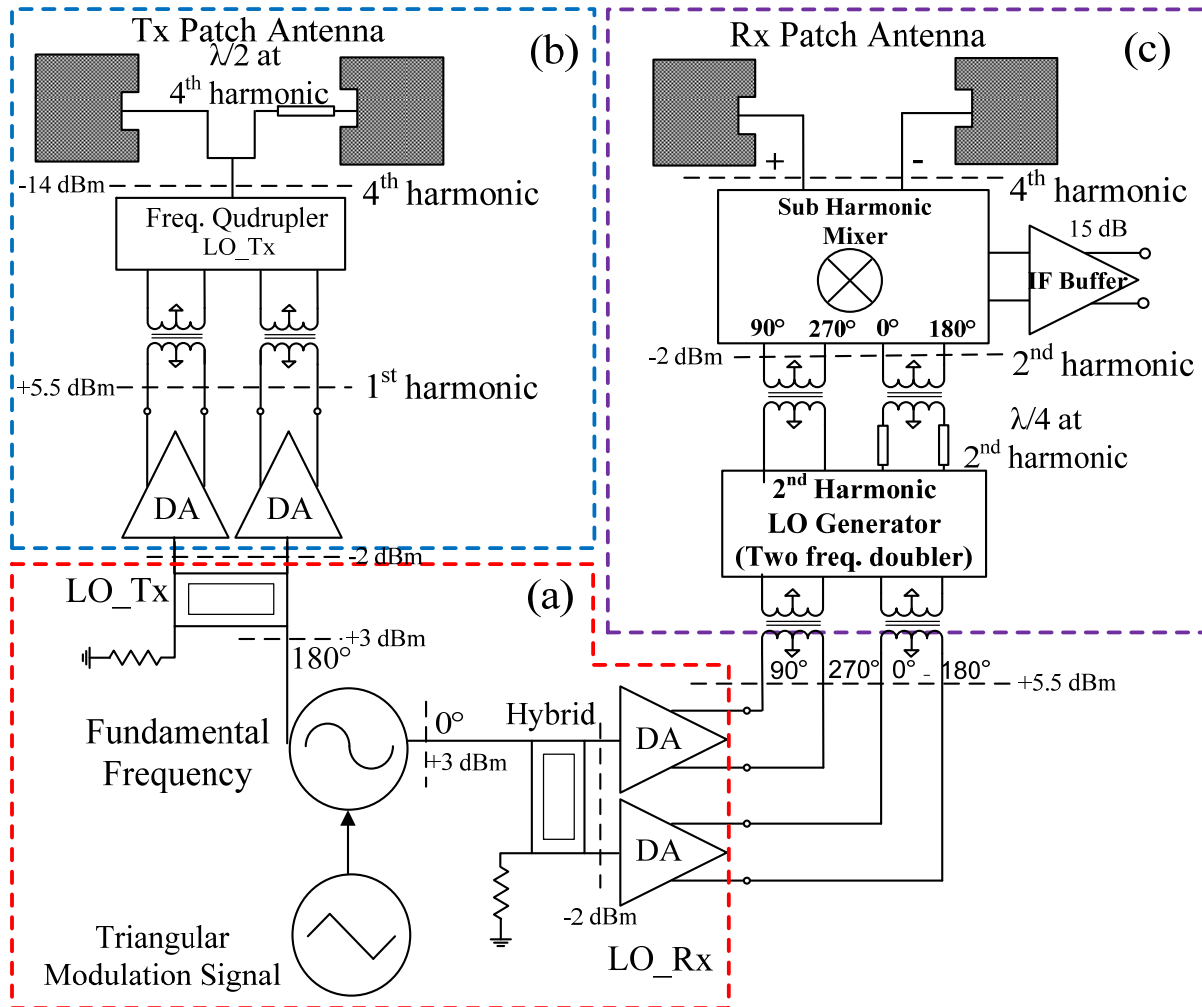 Tx Patch Antenna
(b)
λ/2 at
4th harmonic
-14 dBm
4th harmonic
Freq. Qudrupler
LO_Tx
+5.5 dBm
1st harmonic
DA
DA
-2 dBm
Rx Patch Antenna
(c)
+
-
4th harmonic
Sub Harmonic
Mixer
15 dB
IF Buffer
90° 270° 0° 180°
-2 dBm
2nd harmonic
λ/4 at
2nd harmonic
2nd Harmonic
LO Generator
(Two freq. doubler)
90° 270° 0° - 180°
+5.5 dBm
LO_Tx
(a)
+3 dBm
180°
Fundamental
Frequency
0°
+3 dBm
Hybrid
DA
DA
-2 dBm
LO_Rx
Triangular
Modulation Signal